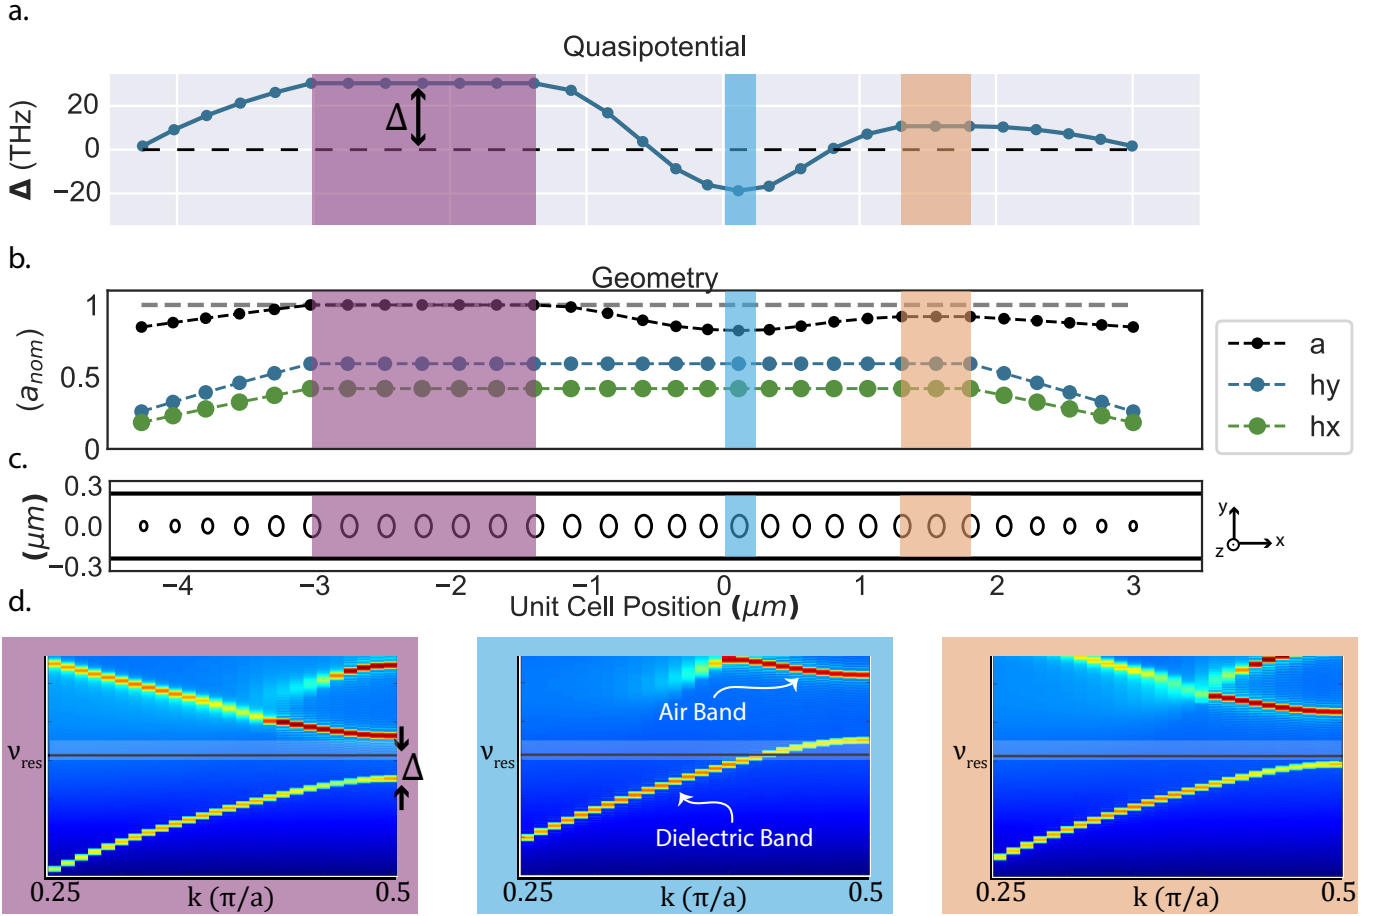 a.
Quasipotential
Δ (THz)
20
0
−20
Δ
b.
Geometry
(a_nom)
1
0.5
0
a
hy
hx
c.
(μm)
0.3
0.0
−0.3
y
z
x
−4 −3 −2 −1 0 1 2 3
Unit Cell Position (μm)
d.
ν_res
Δ
0.25 k (π/a) 0.5
ν_res
Air Band
Dielectric Band
0.25 k (π/a) 0.5
ν_res
0.25 k (π/a) 0.5